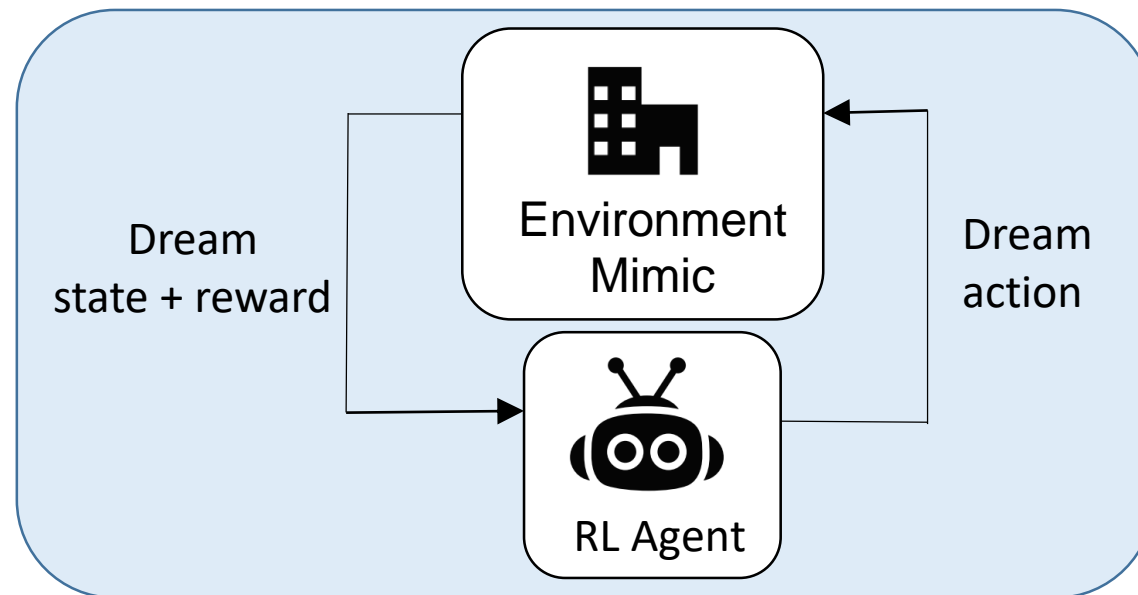 Environment
Mimic
Dream
state + reward
Dream
action
RL Agent